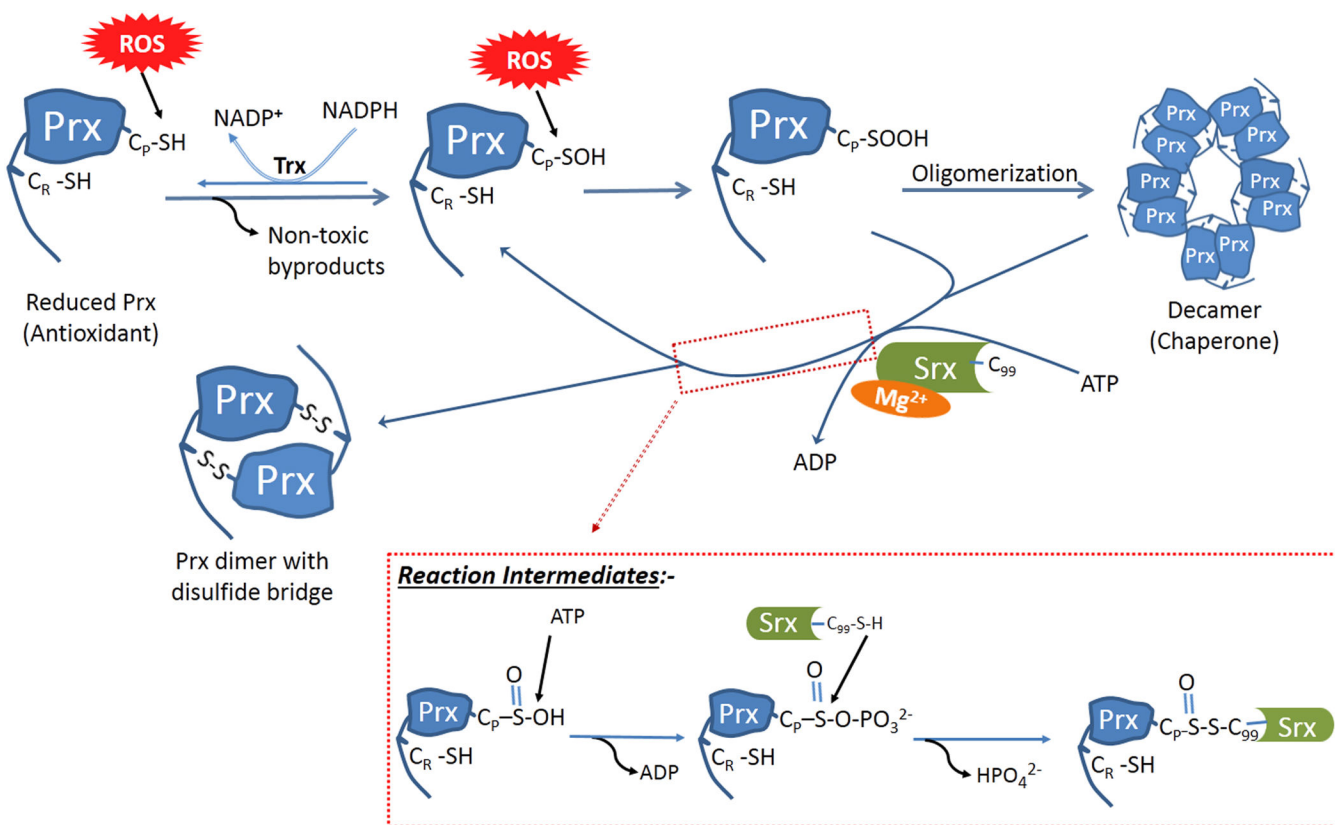 ROS
ROS
Prx
C_P-SH
C_R -SH
NADP⁺
NADPH
Trx
Non-toxic
byproducts
Prx
C_P-SOH
C_R -SH
Prx
C_P-SOOH
C_R -SH
Oligomerization
Prx
Prx
Prx
Prx
Prx
Prx
Prx
Prx
Prx
Prx
Reduced Prx
(Antioxidant)
Decamer
(Chaperone)
Srx
C₉₉
Mg²⁺
ATP
ADP
Prx
S-S
S-S
Prx
Prx dimer with
disulfide bridge
Reaction Intermediates:-
ATP
O
Prx
C_P-S-OH
C_R -SH
ADP
Srx
C₉₉-S-H
O
Prx
C_P-S-O-PO₃²⁻
C_R -SH
HPO₄²⁻
O
Prx
C_P-S-S-C₉₉
Srx
C_R -SH